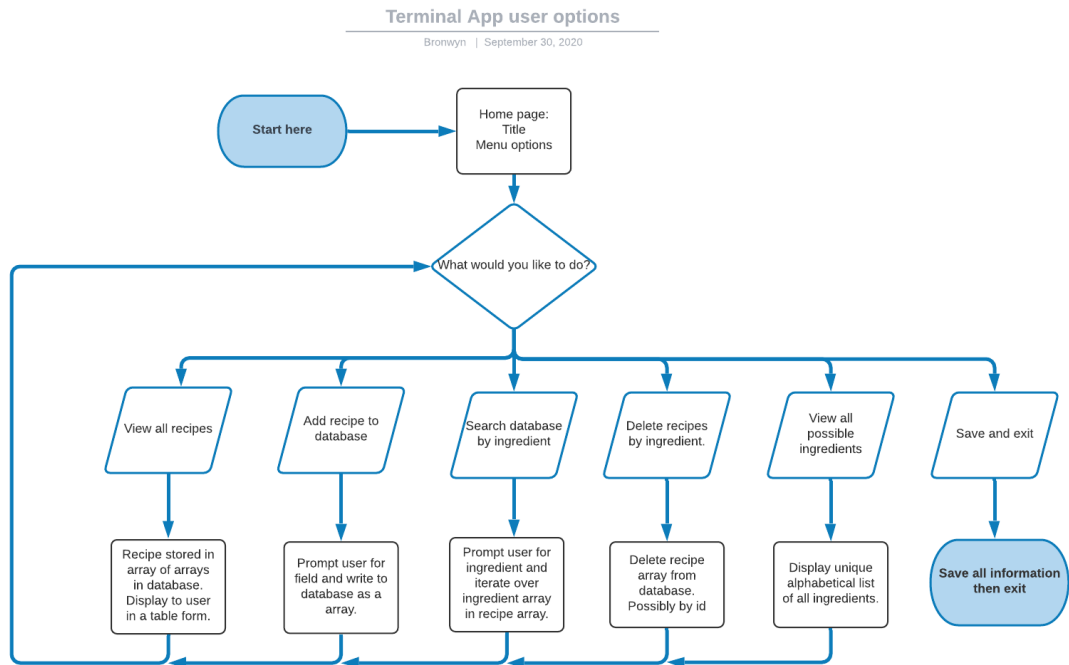 Terminal App user options
Bronwyn | September 30, 2020
Start here
Home page:
Title
Menu options
What would you like to do?
View all recipes
Add recipe to
database
Search database
by ingredient
Delete recipes
by ingredient.
View all
possible
ingredients
Save and exit
Recipe stored in
array of arrays
in database.
Display to user
in a table form.
Prompt user for
field and write to
database as a
array.
Prompt user for
ingredient and
iterate over
ingredient array
in recipe array.
Delete recipe
array from
database.
Possibly by id
Display unique
alphabetical list
of all ingredients.
Save all information
then exit